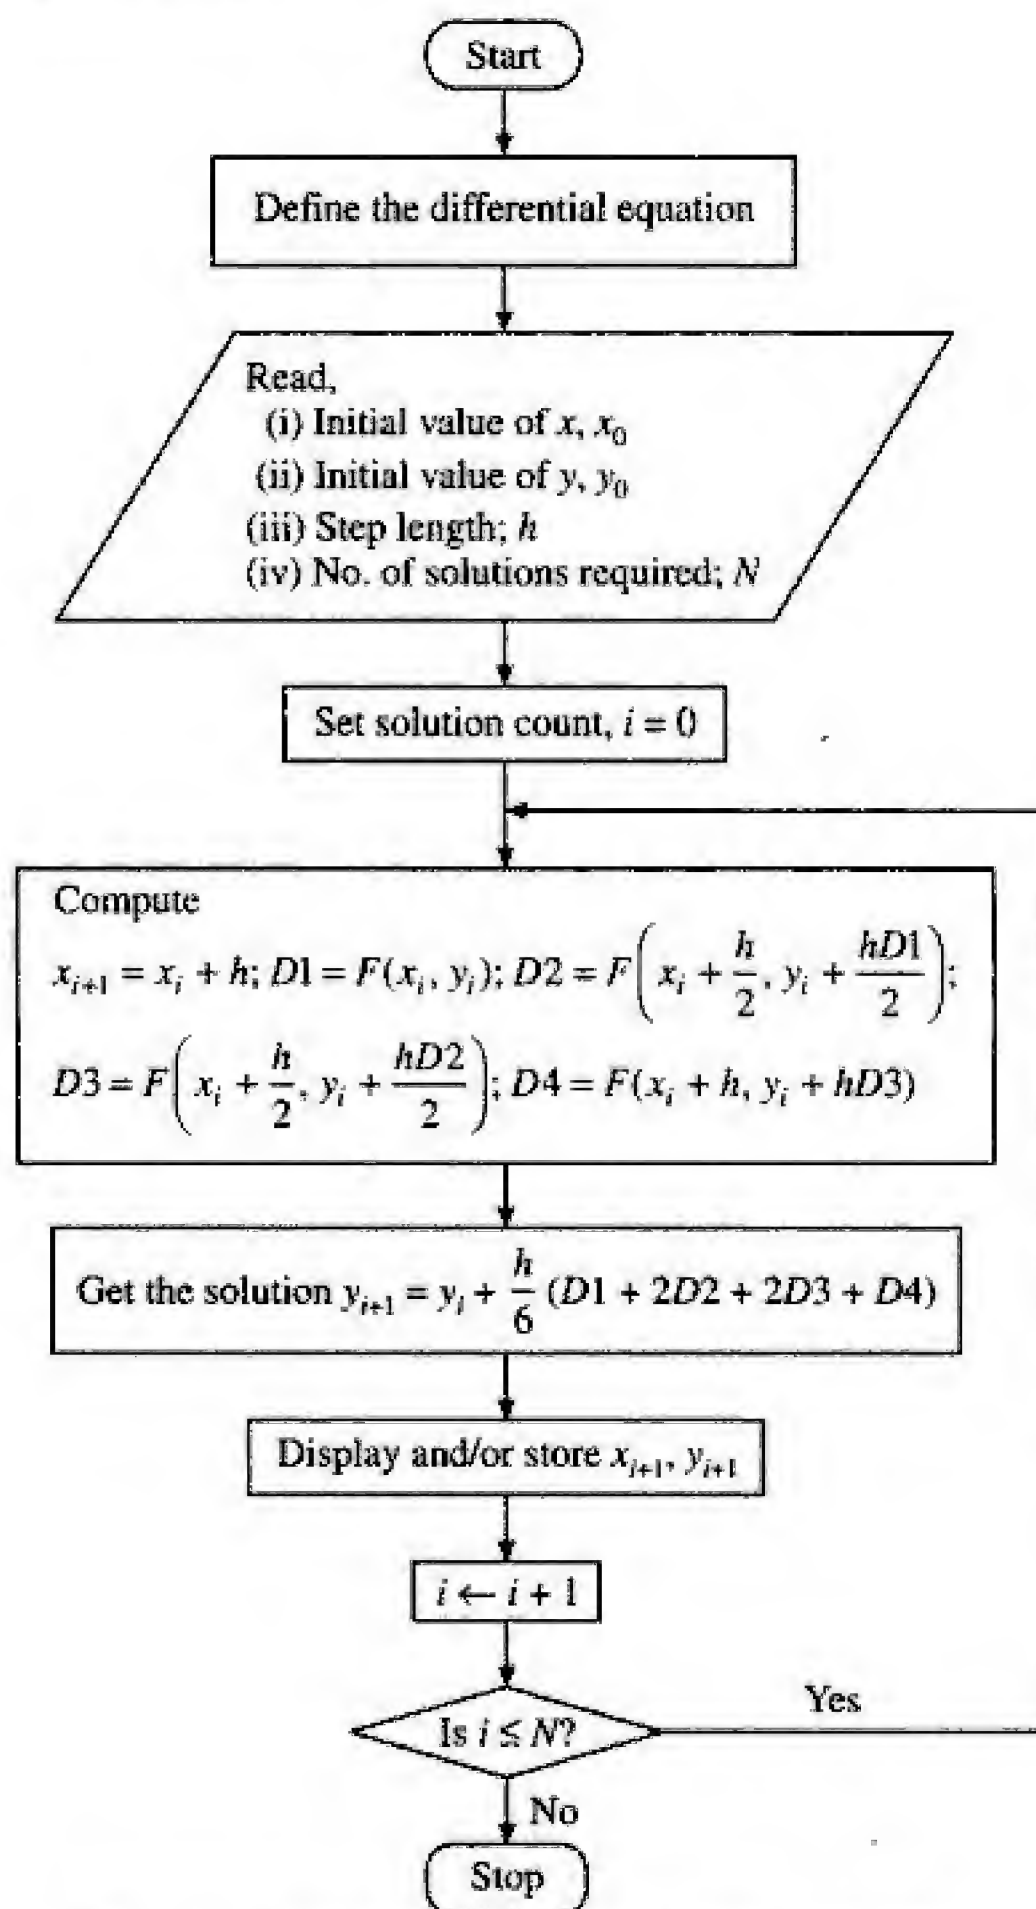 Start
Define the differential equation
Read,
(i) Initial value of x, x₀
(ii) Initial value of y, y₀
(iii) Step length; h
(iv) No. of solutions required; N
Set solution count, i = 0
Compute
xᵢ₊₁ = xᵢ + h; D1 = F(xᵢ, yᵢ); D2 = F(xᵢ + h/2, yᵢ + hD1/2);
D3 = F(xᵢ + h/2, yᵢ + hD2/2); D4 = F(xᵢ + h, yᵢ + hD3)
Get the solution yᵢ₊₁ = yᵢ + h/6 (D1 + 2D2 + 2D3 + D4)
Display and/or store xᵢ₊₁, yᵢ₊₁
i ← i + 1
Is i ≤ N?
Yes
No
Stop